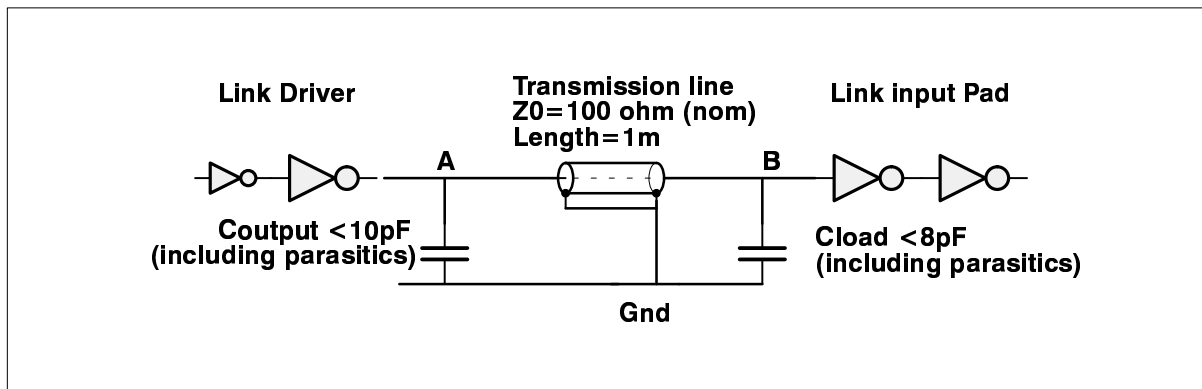 Link Driver
Transmission line
Z0=100 ohm (nom)
Length=1m
Link input Pad
A
B
Coutput <10pF
(including parasitics)
Cload <8pF
(including parasitics)
Gnd